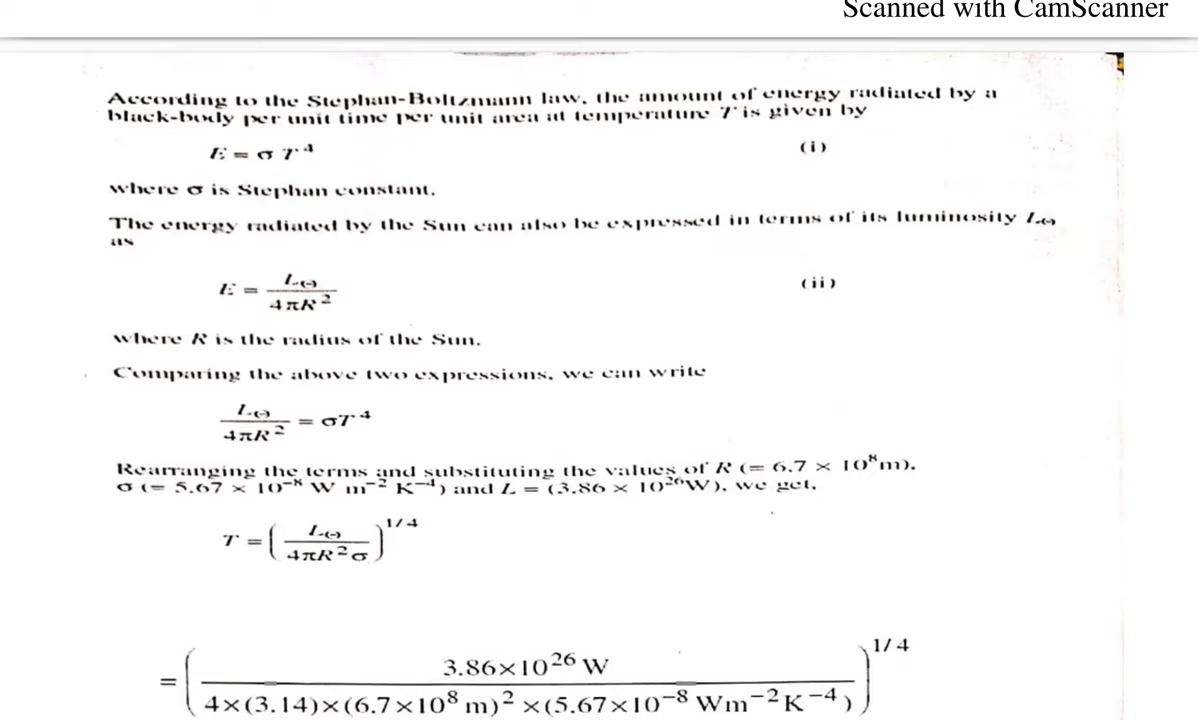 Scanned with CamScanner
According to the Stephan-Boltzmann law, the amount of energy radiated by a
black-body per unit time per unit area at temperature T is given by
E = σ T⁴ (i)
where σ is Stephan constant.
The energy radiated by the Sun can also be expressed in terms of its luminosity L⊙
as
E = L⊙ / 4πR² (ii)
where R is the radius of the Sun.
Comparing the above two expressions, we can write
L⊙ / 4πR² = σT⁴
Rearranging the terms and substituting the values of R (= 6.7 × 10⁸m).
σ (= 5.67 × 10⁻⁸ W m⁻² K⁻⁴) and L = (3.86 × 10²⁶W), we get.
T = (L⊙ / 4πR²σ)^1/4
= (3.86×10²⁶ W / 4×(3.14)×(6.7×10⁸ m)²×(5.67×10⁻⁸ Wm⁻²K⁻⁴))^1/4